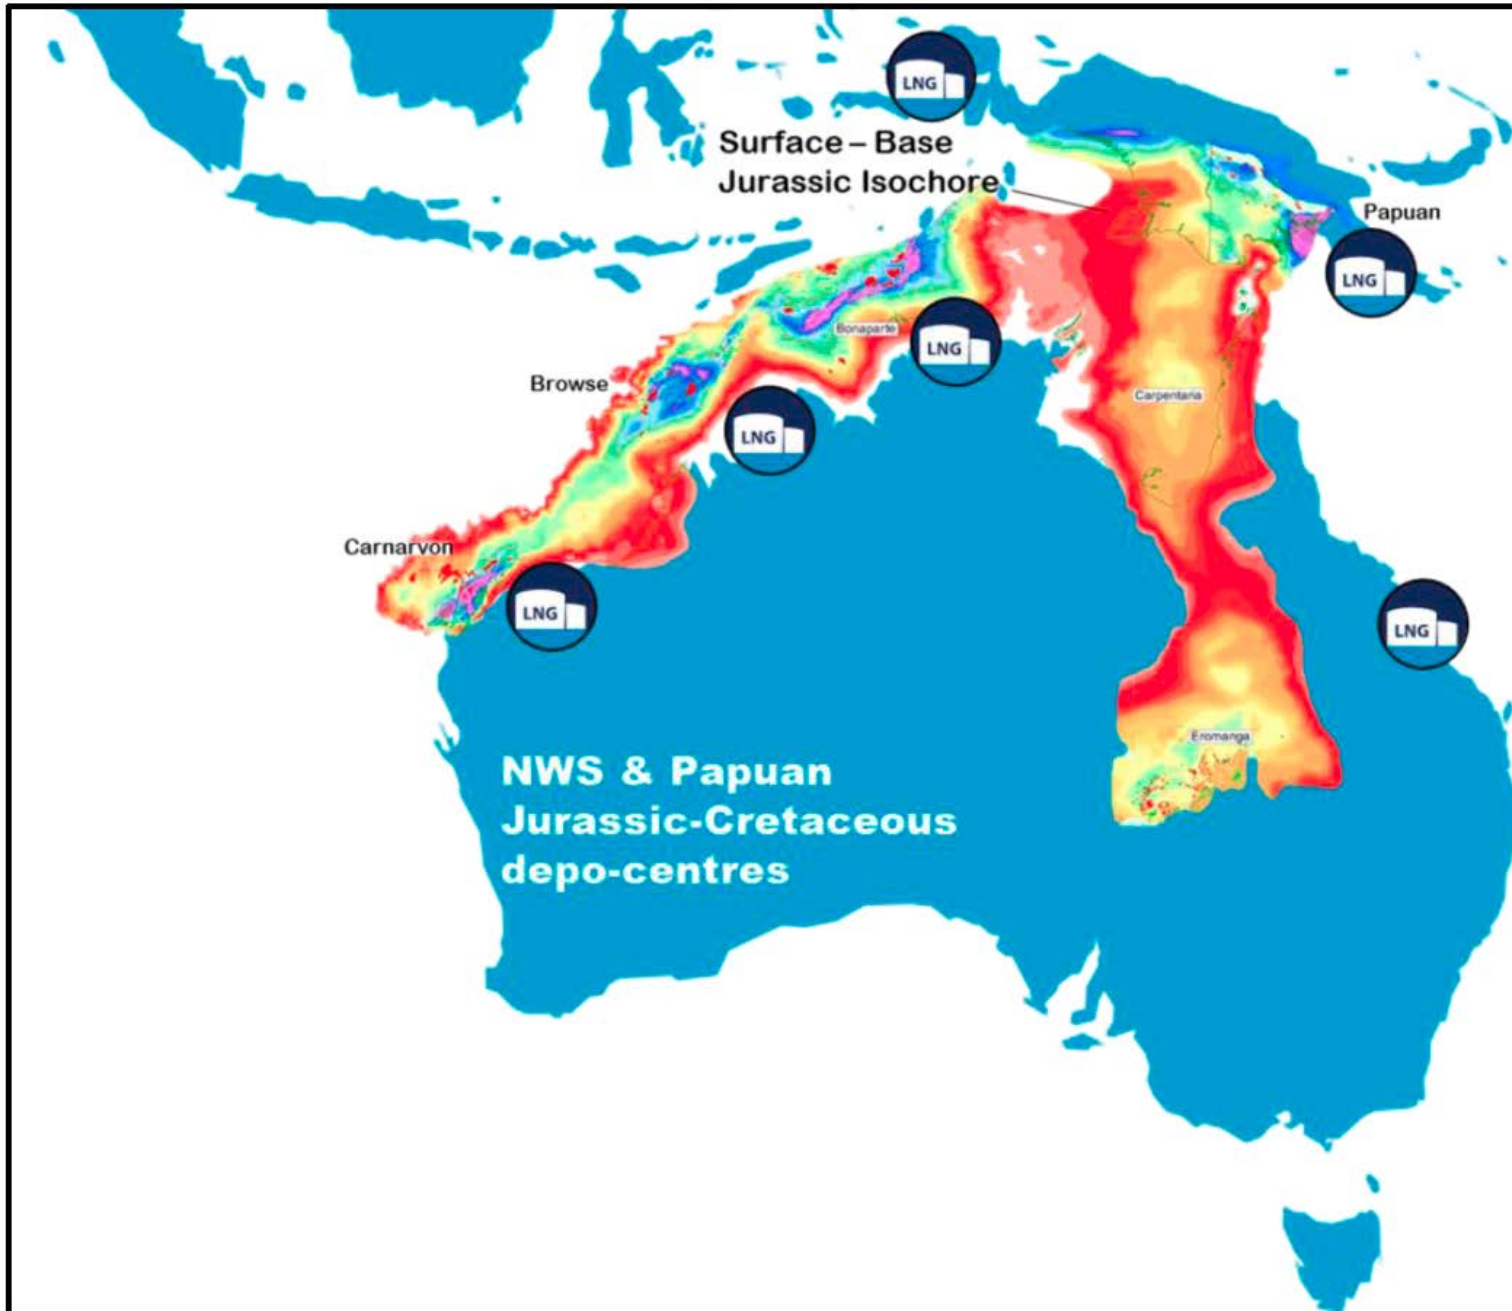 LNG
Surface – Base
Jurassic Isochore
Papuan
LNG
Bonaparte
LNG
Browse
Carpentaria
LNG
Carnarvon
LNG
LNG
Eromanga
NWS & Papuan
Jurassic-Cretaceous
depo-centres